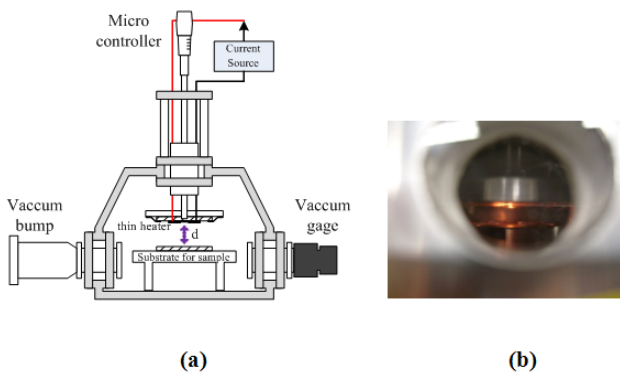 Micro
controller
Current
Source
Vaccum
bump
thin heater
d
Vaccum
gage
Substrate for sample
(a)
(b)